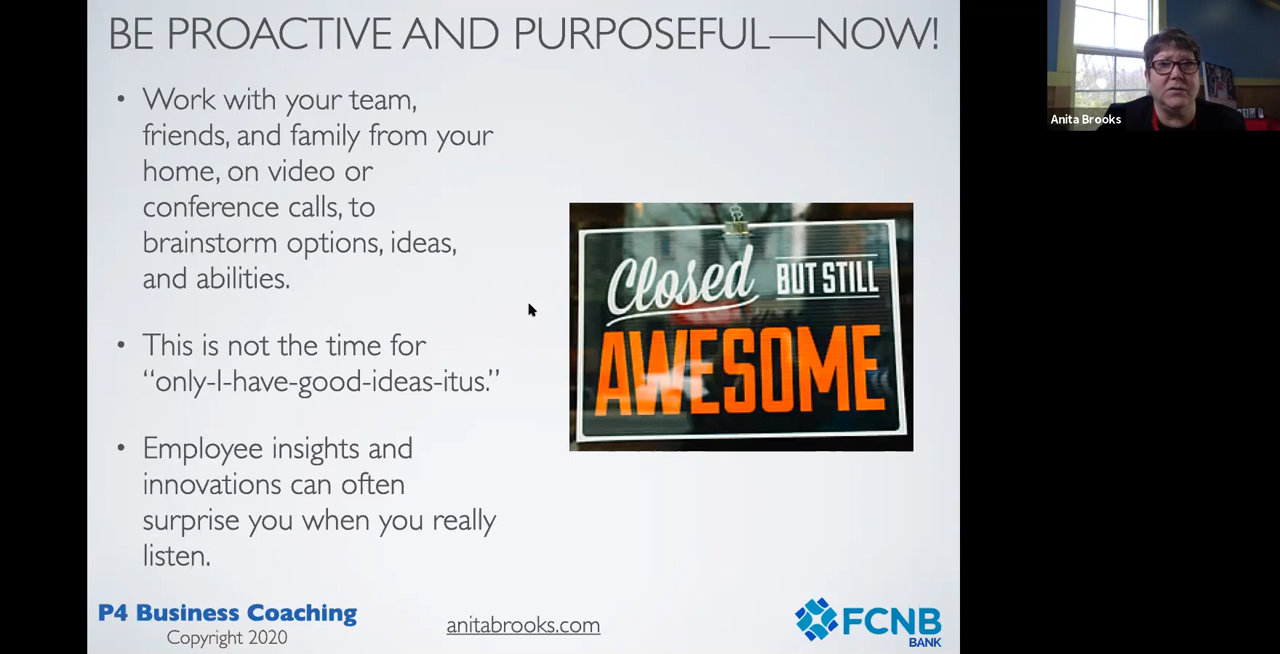 BE PROACTIVE AND PURPOSEFUL—NOW!
• Work with your team,
friends, and family from your
home, on video or
conference calls, to
brainstorm options, ideas,
and abilities.
• This is not the time for
“only-I-have-good-ideas-itus.”
• Employee insights and
innovations can often
surprise you when you really
listen.
Closed BUT STILL
AWESOME
P4 Business Coaching
Copyright 2020
anitabrooks.com
FCNB
BANK
Anita Brooks